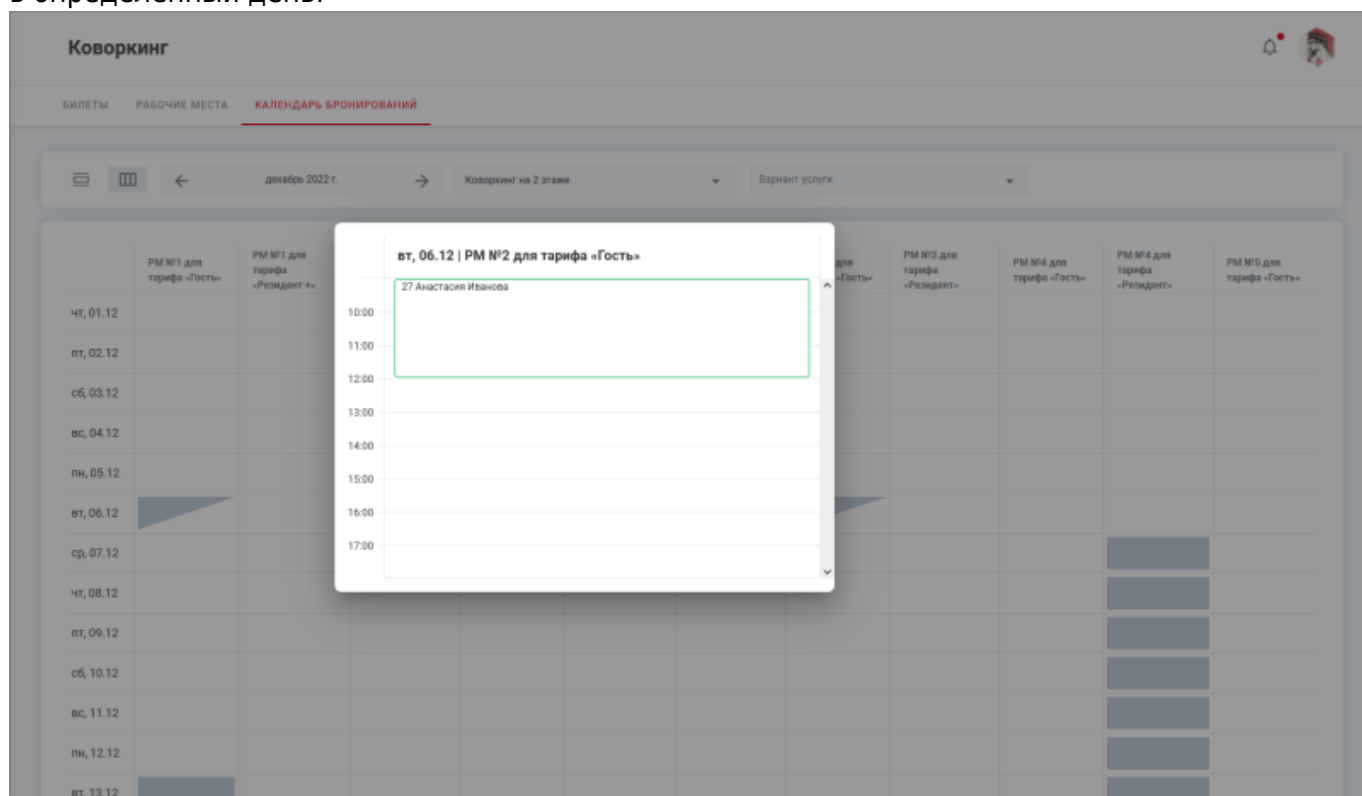 в определенный день.
Коворкинг
БИЛЕТЫ РАБОЧИЕ МЕСТА КАЛЕНДАРЬ БРОНИРОВАНИЙ
декабрь 2022 г. Коворкинг на 2 этаже Вариант услуги
РМ №1 для тарифа «Гость»
РМ №1 для тарифа «Резидент +»
вт, 06.12 | РМ №2 для тарифа «Гость»
для «Гость»
РМ №3 для тарифа «Резидент»
РМ №4 для тарифа «Гость»
РМ №4 для тарифа «Резидент»
РМ №5 для тарифа «Гость»
27 Анастасия Иванова
10:00
11:00
12:00
13:00
14:00
15:00
16:00
17:00
чт, 01.12
пт, 02.12
сб, 03.12
вс, 04.12
пн, 05.12
вт, 06.12
ср, 07.12
чт, 08.12
пт, 09.12
сб, 10.12
вс, 11.12
пн, 12.12
вт, 13.12